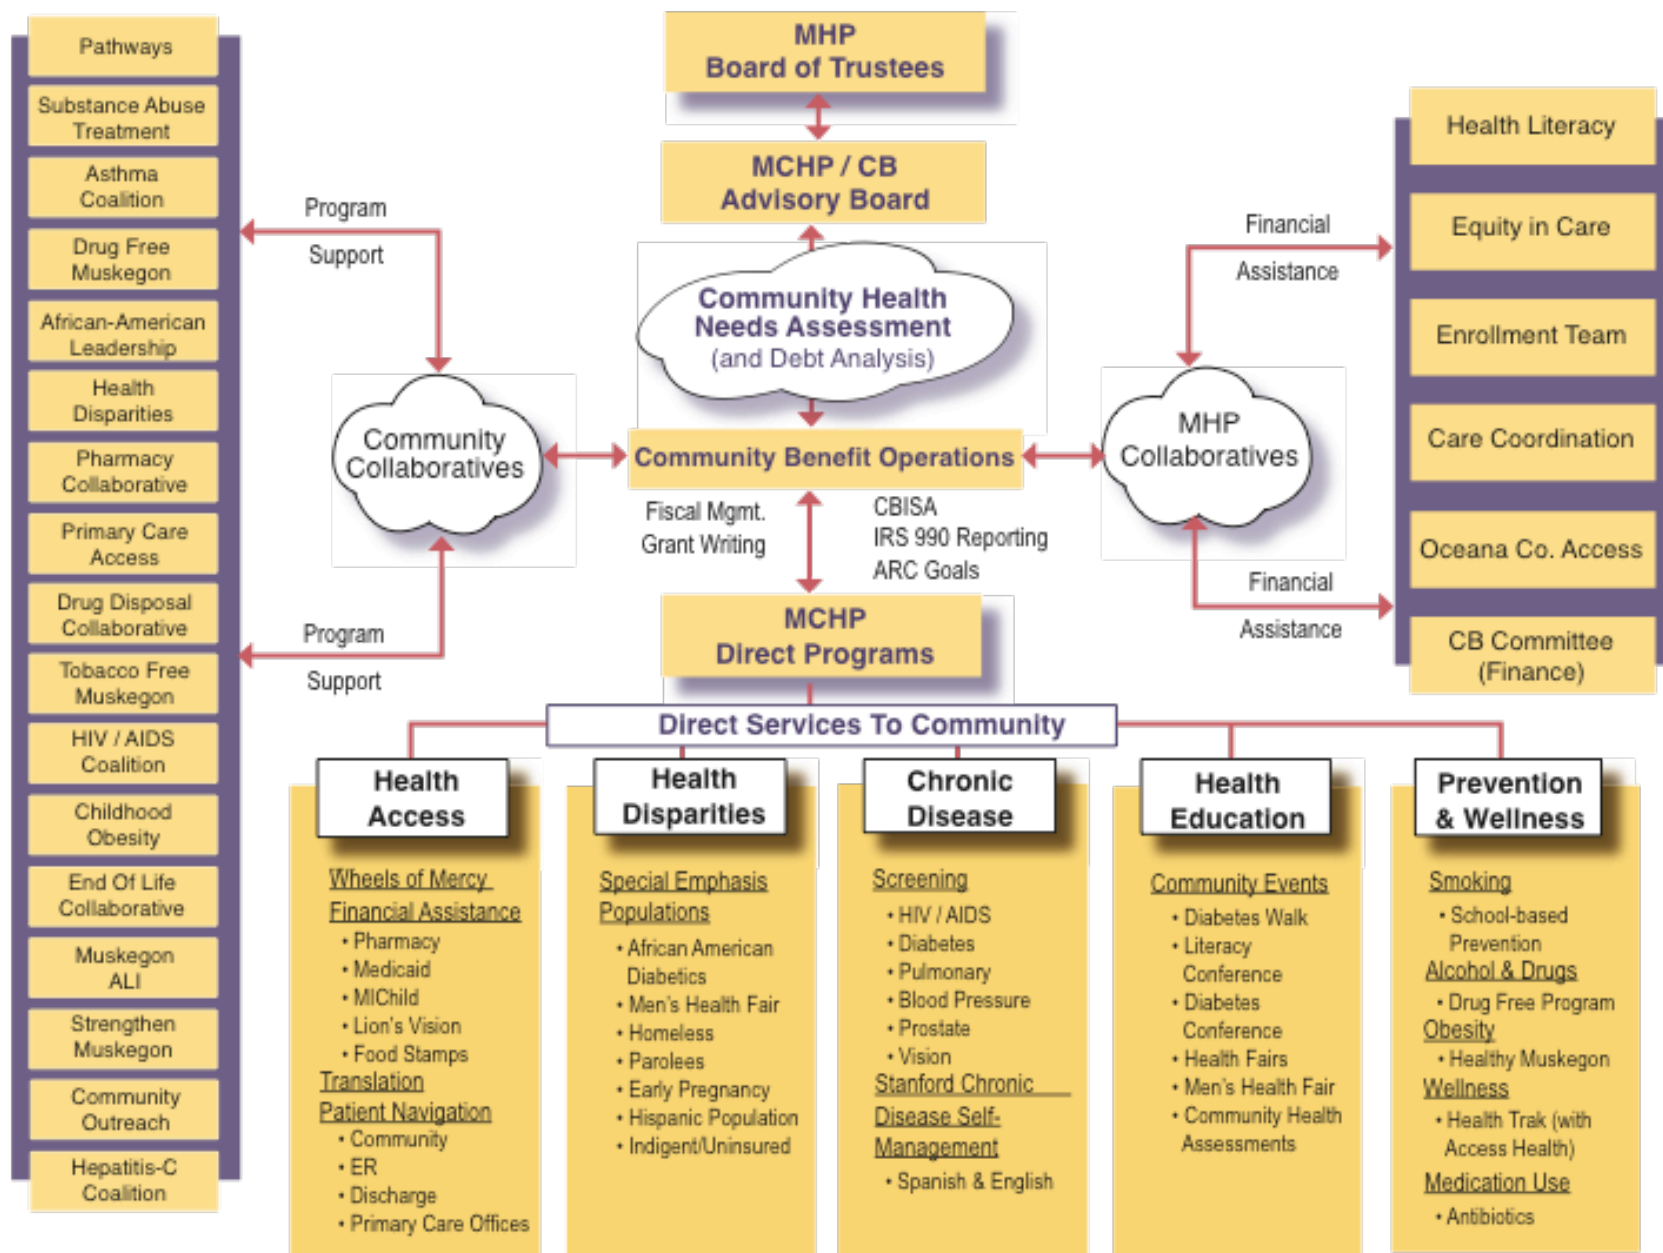 Pathways
Substance Abuse
Treatment
Asthma
Coalition
Drug Free
Muskegon
African-American
Leadership
Health
Disparities
Pharmacy
Collaborative
Primary Care
Access
Drug Disposal
Collaborative
Tobacco Free
Muskegon
HIV / AIDS
Coalition
Childhood
Obesity
End Of Life
Collaborative
Muskegon
ALI
Strengthen
Muskegon
Community
Outreach
Hepatitis-C
Coalition
Program
Support
Community
Collaboratives
Program
Support
MHP
Board of Trustees
MCHP / CB
Advisory Board
Community Health
Needs Assessment
(and Debt Analysis)
Community Benefit Operations
Fiscal Mgmt.
Grant Writing
CBISA
IRS 990 Reporting
ARC Goals
MCHP
Direct Programs
Financial
Assistance
MHP
Collaboratives
Financial
Assistance
Health Literacy
Equity in Care
Enrollment Team
Care Coordination
Oceana Co. Access
CB Committee
(Finance)
Direct Services To Community
Health
Access
Wheels of Mercy
Financial Assistance
• Pharmacy
• Medicaid
• MIChild
• Lion's Vision
• Food Stamps
Translation
Patient Navigation
• Community
• ER
• Discharge
• Primary Care Offices
Health
Disparities
Special Emphasis
Populations
• African American
Diabetics
• Men's Health Fair
• Homeless
• Parolees
• Early Pregnancy
• Hispanic Population
• Indigent/Uninsured
Chronic
Disease
Screening
• HIV / AIDS
• Diabetes
• Pulmonary
• Blood Pressure
• Prostate
• Vision
Stanford Chronic
Disease Self-
Management
• Spanish & English
Health
Education
Community Events
• Diabetes Walk
• Literacy
Conference
• Diabetes
Conference
• Health Fairs
• Men's Health Fair
• Community Health
Assessments
Prevention
& Wellness
Smoking
• School-based
Prevention
Alcohol & Drugs
• Drug Free Program
Obesity
• Healthy Muskegon
Wellness
• Health Trak (with
Access Health)
Medication Use
• Antibiotics